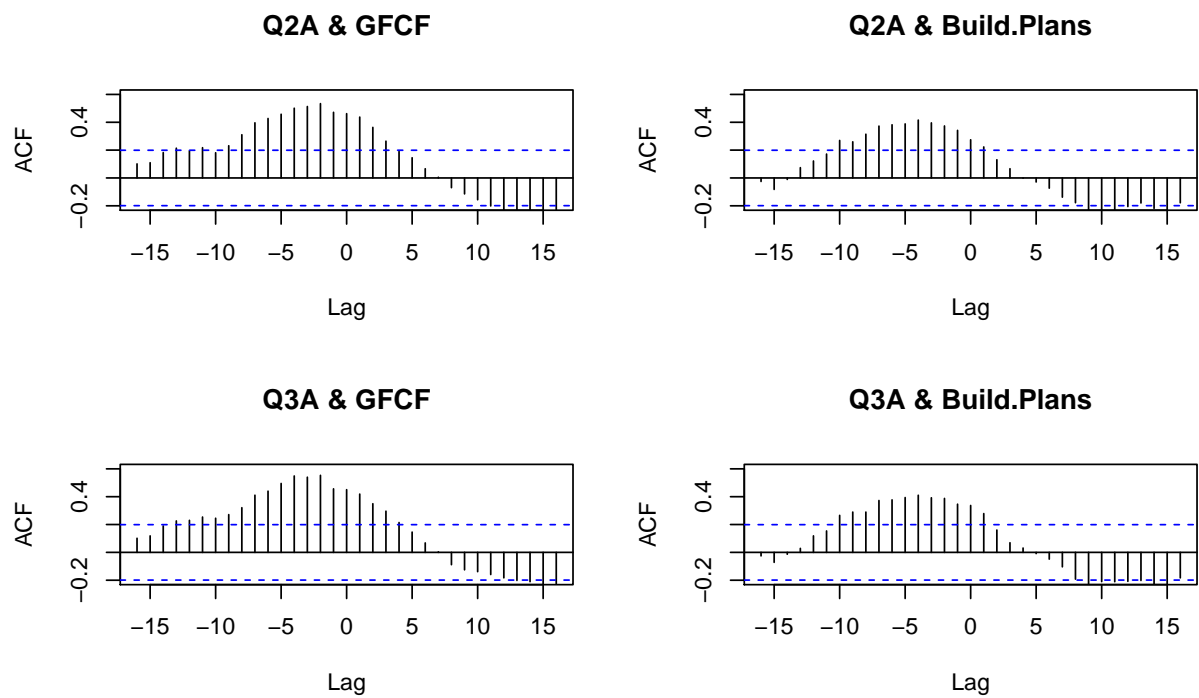 Q2A & GFCF
ACF
0.4
−0.2
−15 −10 −5 0 5 10 15
Lag
Q2A & Build.Plans
ACF
0.4
−0.2
−15 −10 −5 0 5 10 15
Lag
Q3A & GFCF
ACF
0.4
−0.2
−15 −10 −5 0 5 10 15
Lag
Q3A & Build.Plans
ACF
0.4
−0.2
−15 −10 −5 0 5 10 15
Lag